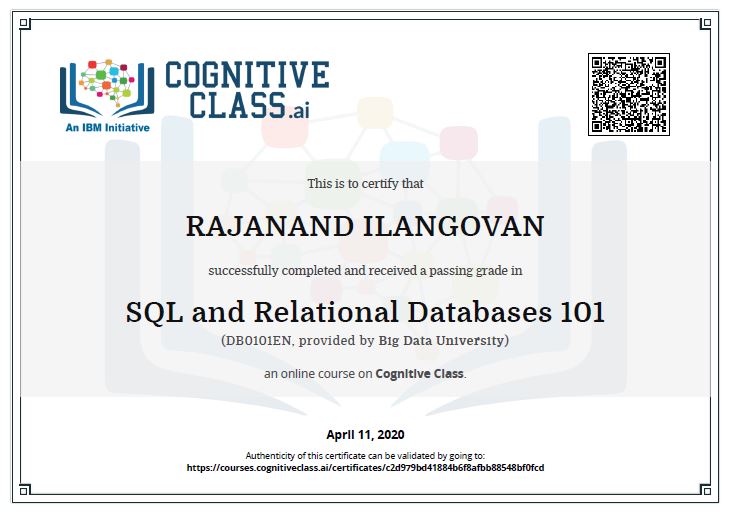 COGNITIVE
CLASS.ai
An IBM Initiative
This is to certify that
RAJANAND ILANGOVAN
successfully completed and received a passing grade in
SQL and Relational Databases 101
(DB0101EN, provided by Big Data University)
an online course on Cognitive Class.
April 11, 2020
Authenticity of this certificate can be validated by going to:
https://courses.cognitiveclass.ai/certificates/c2d979bd41884b6f8afbb88548bf0fcd